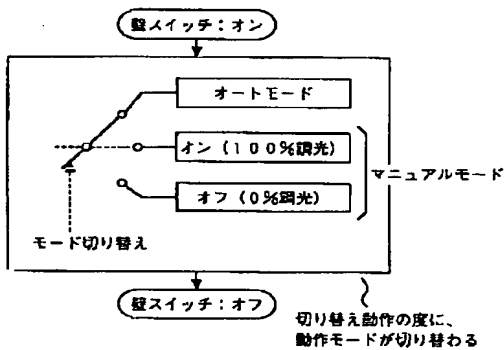 壁スイッチ：オン
オートモード
オン（１００％調光）
オフ（０％調光）
マニュアルモード
モード切り替え
壁スイッチ：オフ
切り替え動作の度に、
動作モードが切り替わる